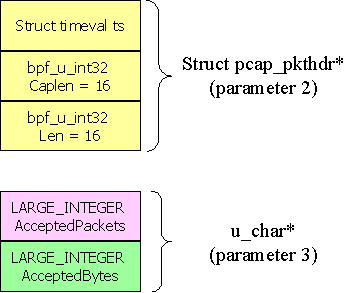 Struct timeval ts
bpf_u_int32
Caplen = 16
bpf_u_int32
Len = 16
Struct pcap_pkthdr*
(parameter 2)
LARGE_INTEGER
AcceptedPackets
LARGE_INTEGER
AcceptedBytes
u_char*
(parameter 3)